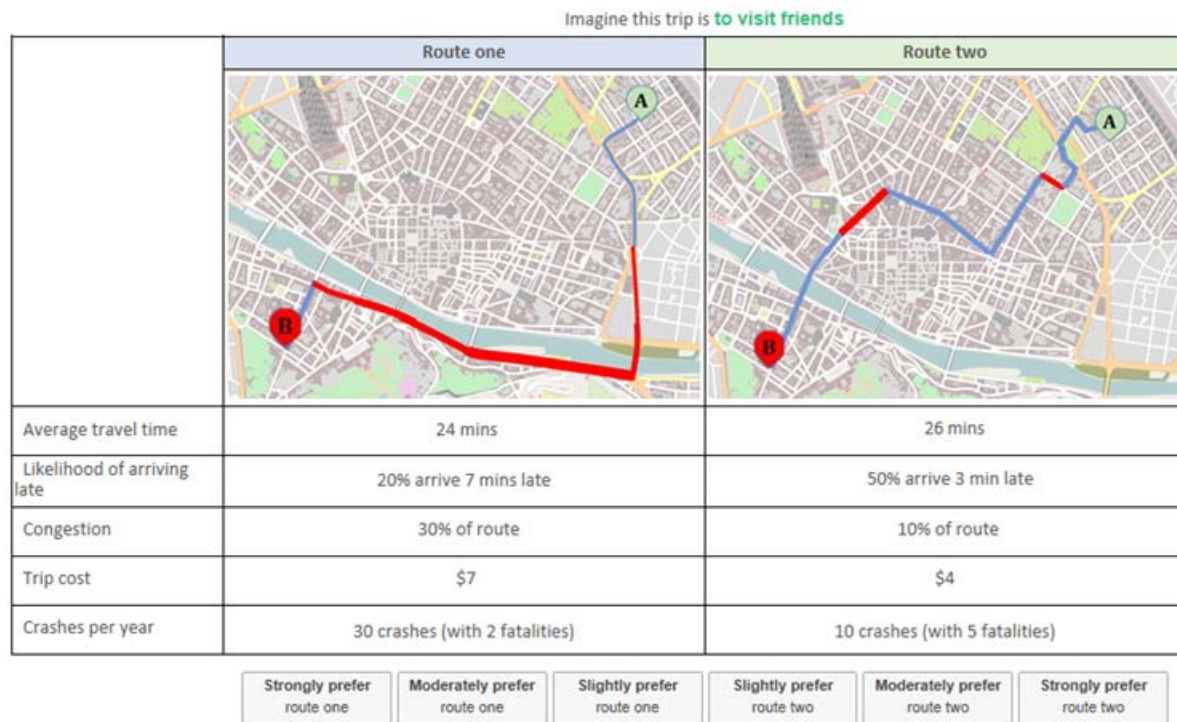 Imagine this trip is to visit friends
Route one
Route two
A
B
A
B
Average travel time
24 mins
26 mins
Likelihood of arriving
late
20% arrive 7 mins late
50% arrive 3 min late
Congestion
30% of route
10% of route
Trip cost
$7
$4
Crashes per year
30 crashes (with 2 fatalities)
10 crashes (with 5 fatalities)
Strongly prefer
route one
Moderately prefer
route one
Slightly prefer
route one
Slightly prefer
route two
Moderately prefer
route two
Strongly prefer
route two